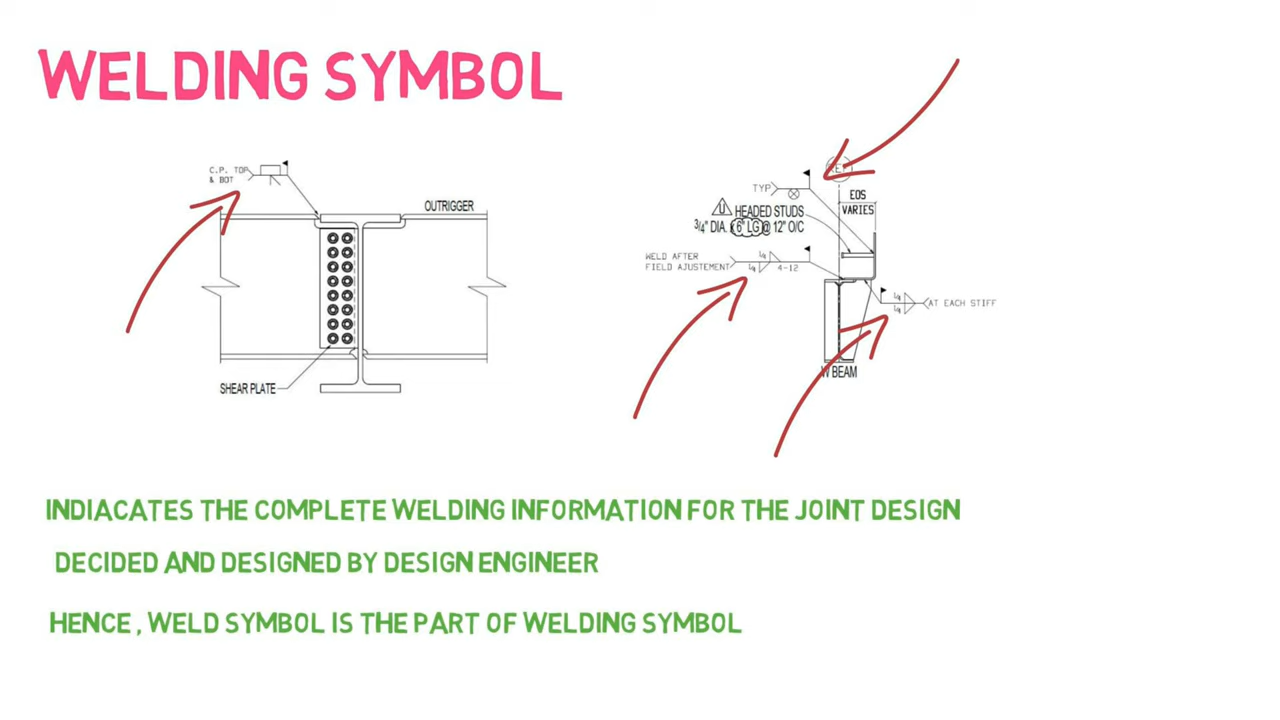 WELDING SYMBOL
C.P. TOP
& BOT
OUTRIGGER
SHEAR PLATE
TYP
EOS
VARIES
U
HEADED STUDS
3/4" DIA. x 6" LG @ 12" O/C
WELD AFTER
FIELD AJUSTEMENT
1/4
1/4
4-12
1/4
1/4
AT EACH STIFF
W BEAM
INDIACATES THE COMPLETE WELDING INFORMATION FOR THE JOINT DESIGN
DECIDED AND DESIGNED BY DESIGN ENGINEER
HENCE , WELD SYMBOL IS THE PART OF WELDING SYMBOL